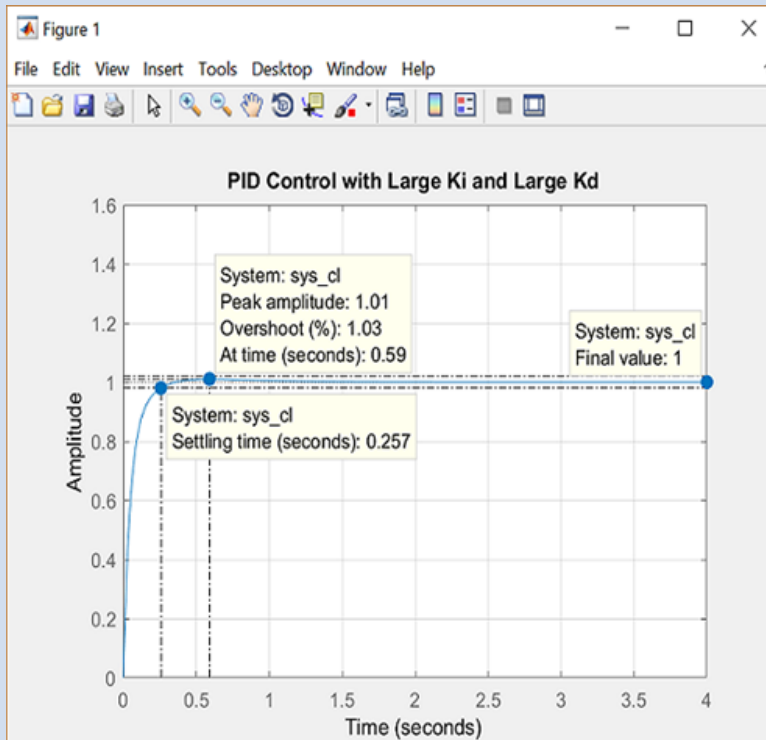 Figure 1
File Edit View Insert Tools Desktop Window Help
PID Control with Large Ki and Large Kd
1.6
1.4
1.2
1
0.8
0.6
0.4
0.2
0
Amplitude
System: sys_cl
Peak amplitude: 1.01
Overshoot (%): 1.03
At time (seconds): 0.59
System: sys_cl
Final value: 1
System: sys_cl
Settling time (seconds): 0.257
0 0.5 1 1.5 2 2.5 3 3.5 4
Time (seconds)